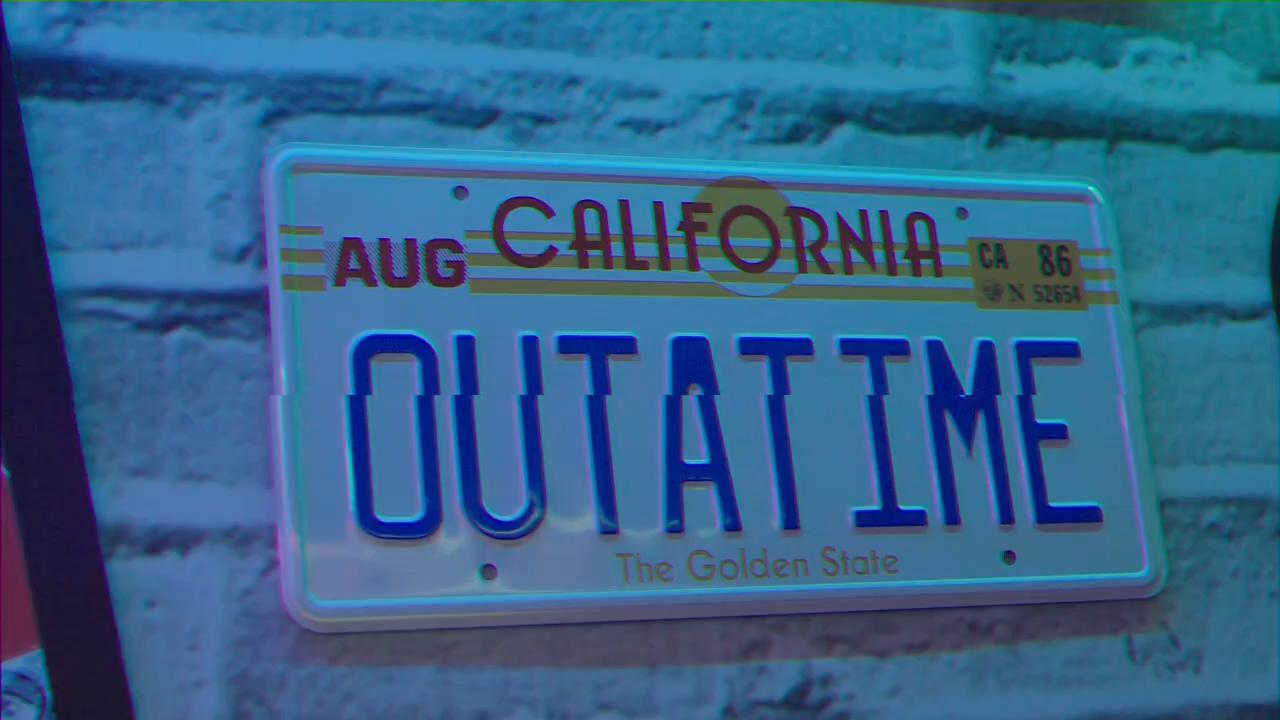 CALIFORNIA
AUG
CA 86
N 52654
OUTATIME
The Golden State